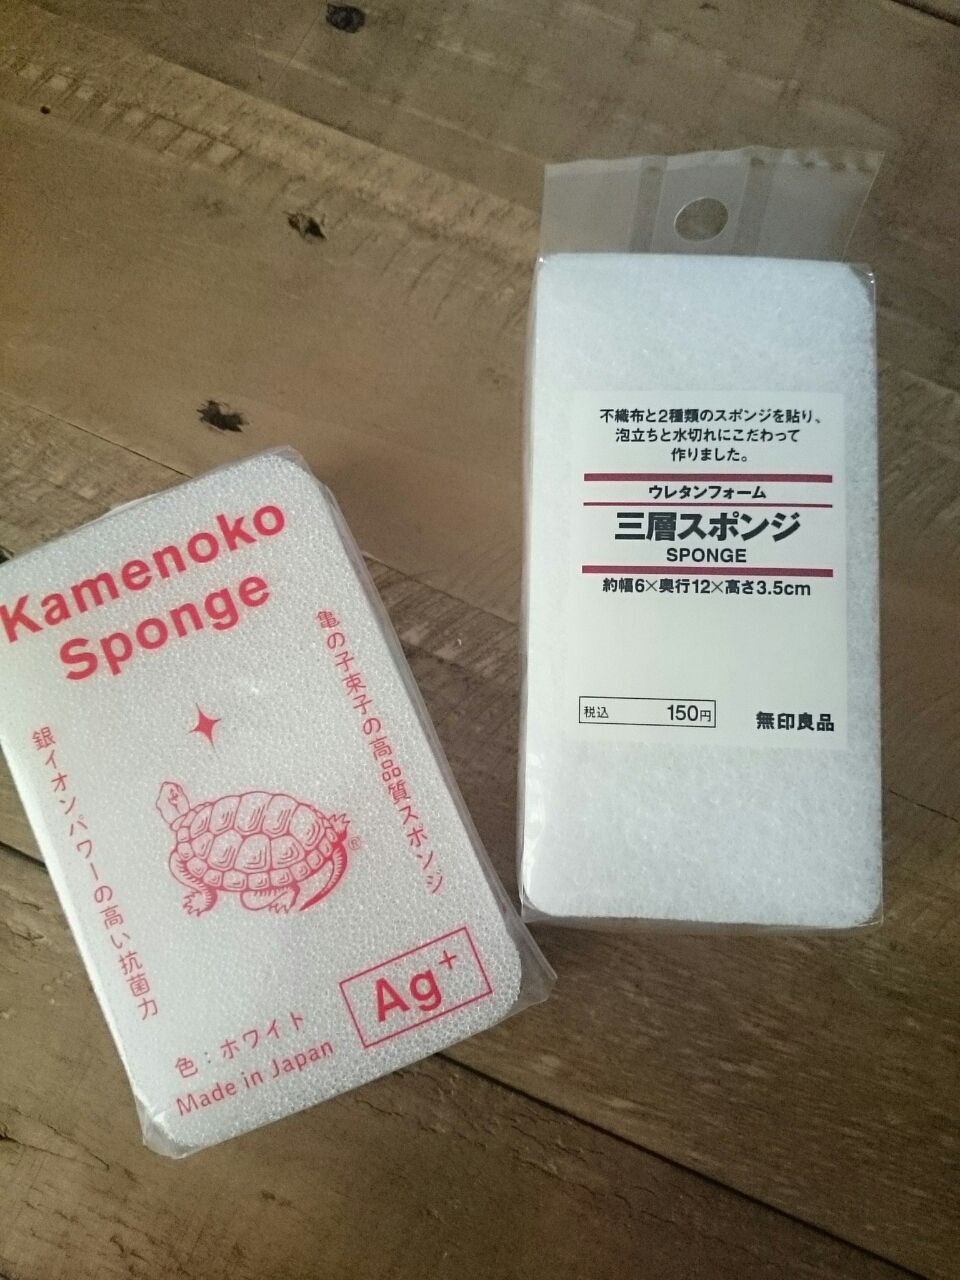 Kamenoko
Sponge
亀の子束子の高品質スポンジ
銀イオンパワーの高い抗菌力
®
Ag+
色：ホワイト
Made in Japan
不織布と2種類のスポンジを貼り、
泡立ちと水切れにこだわって
作りました。
ウレタンフォーム
三層スポンジ
SPONGE
約幅6×奥行12×高さ3.5cm
税込 150円
無印良品